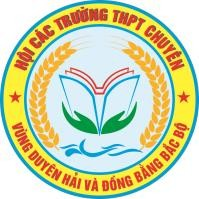 HỘI CÁC TRƯỜNG THPT CHUYÊN
VÙNG DUYÊN HẢI VÀ ĐỒNG BẰNG BẮC BỘ